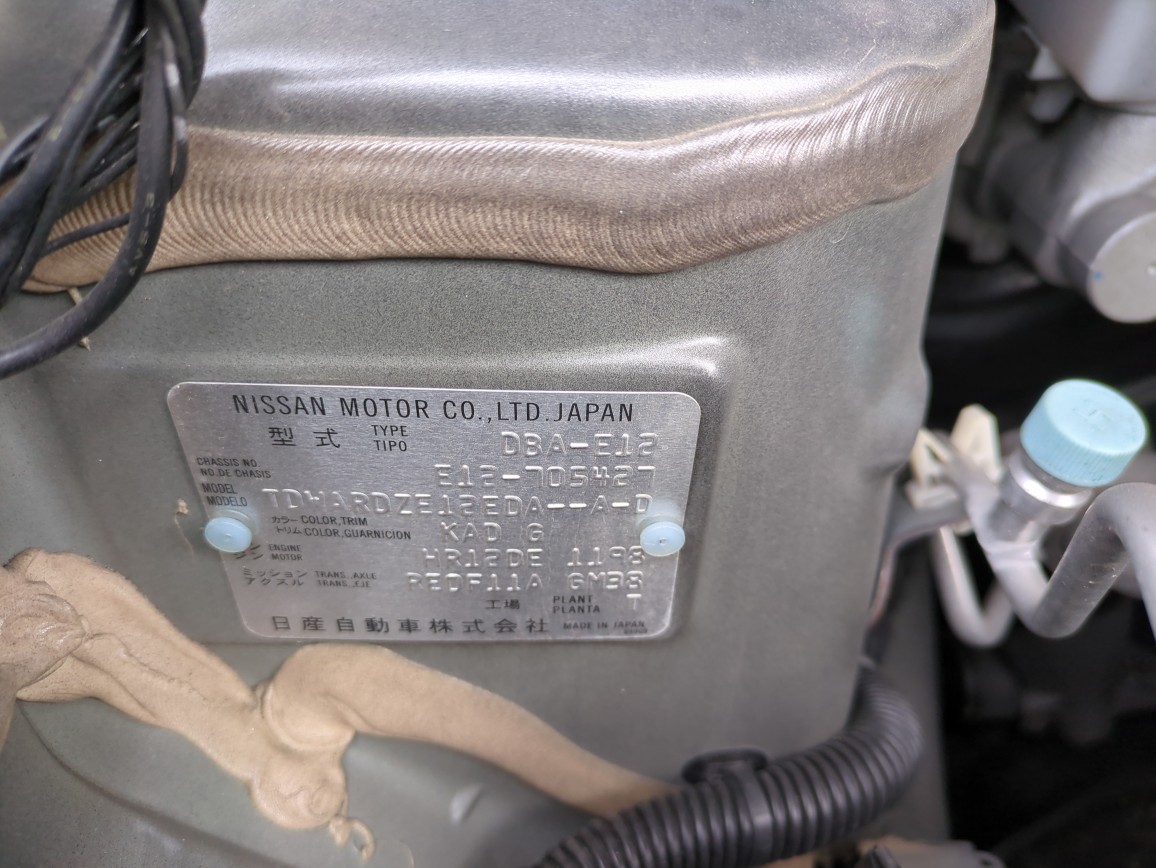 NISSAN MOTOR CO.,LTD.JAPAN
型式 TYPE TIPO DBA-E12
CHASSIS NO. NO.DE CHASIS E12-705427
MODEL MODELO TDWARDZE12EDA--A-D
カラー COLOR,TRIM
トリム COLOR,GUARNICION KAD G
ENGINE MOTOR HR12DE 1198
ミッション TRANS.,AXLE
アクスル TRANS.,EJE RE0F11A GM38
工場 PLANT PLANTA T
日産自動車株式会社 MADE IN JAPAN